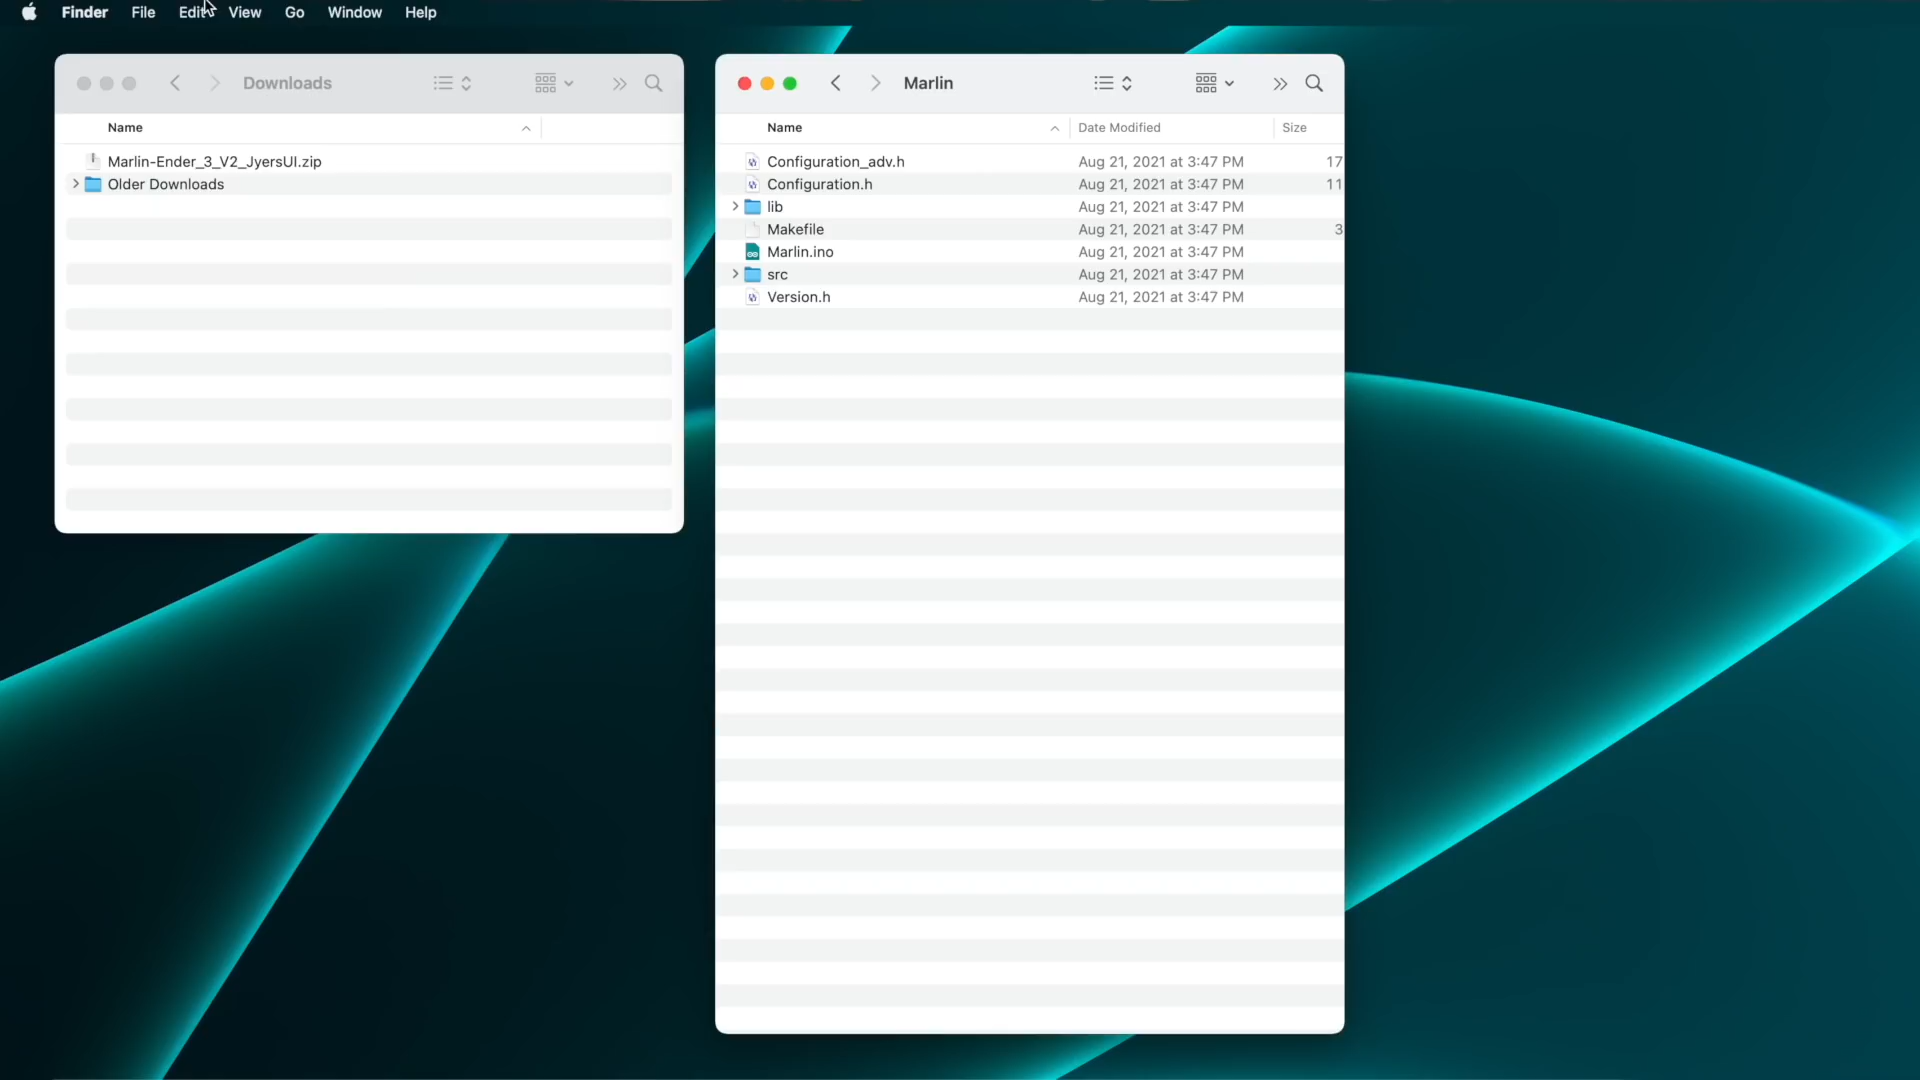 Finder File Edit View Go Window Help
Downloads
Name
Marlin-Ender_3_V2_JyersUI.zip
Older Downloads
Marlin
Name Date Modified Size
Configuration_adv.h Aug 21, 2021 at 3:47 PM 17
Configuration.h Aug 21, 2021 at 3:47 PM 11
lib Aug 21, 2021 at 3:47 PM
Makefile Aug 21, 2021 at 3:47 PM 3
Marlin.ino Aug 21, 2021 at 3:47 PM
src Aug 21, 2021 at 3:47 PM
Version.h Aug 21, 2021 at 3:47 PM